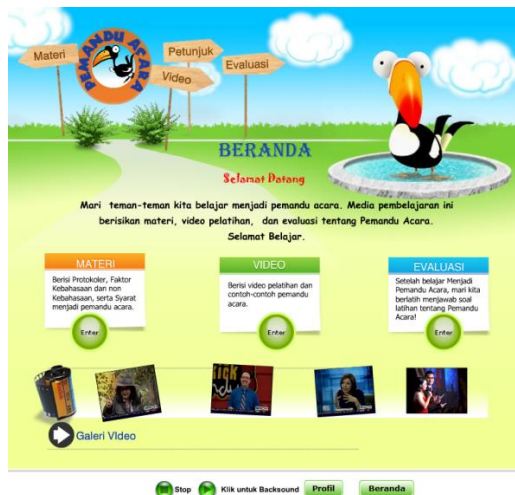 Materi
PEMANDU ACARA
Petunjuk
Video
Evaluasi
BERANDA
Selamat Datang
Mari teman-teman kita belajar menjadi pemandu acara. Media pembelajaran ini
berisikan materi, video pelatihan, dan evaluasi tentang Pemandu Acara.
Selamat Belajar.
MATERI
Berisi Protokoler, Faktor
Kebahasaan dan non
Kebahasaan, serta Syarat
menjadi pemandu acara.
Enter
VIDEO
Berisi video pelatihan dan
contoh-contoh pemandu
acara.
Enter
EVALUASI
Setelah belajar Menjadi
Pemandu Acara, mari kita
berlatih menjawab soal
latihan tentang Pemandu
Acara!
Enter
Galeri VIdeo
Stop
Klik untuk Backsound
Profil
Beranda